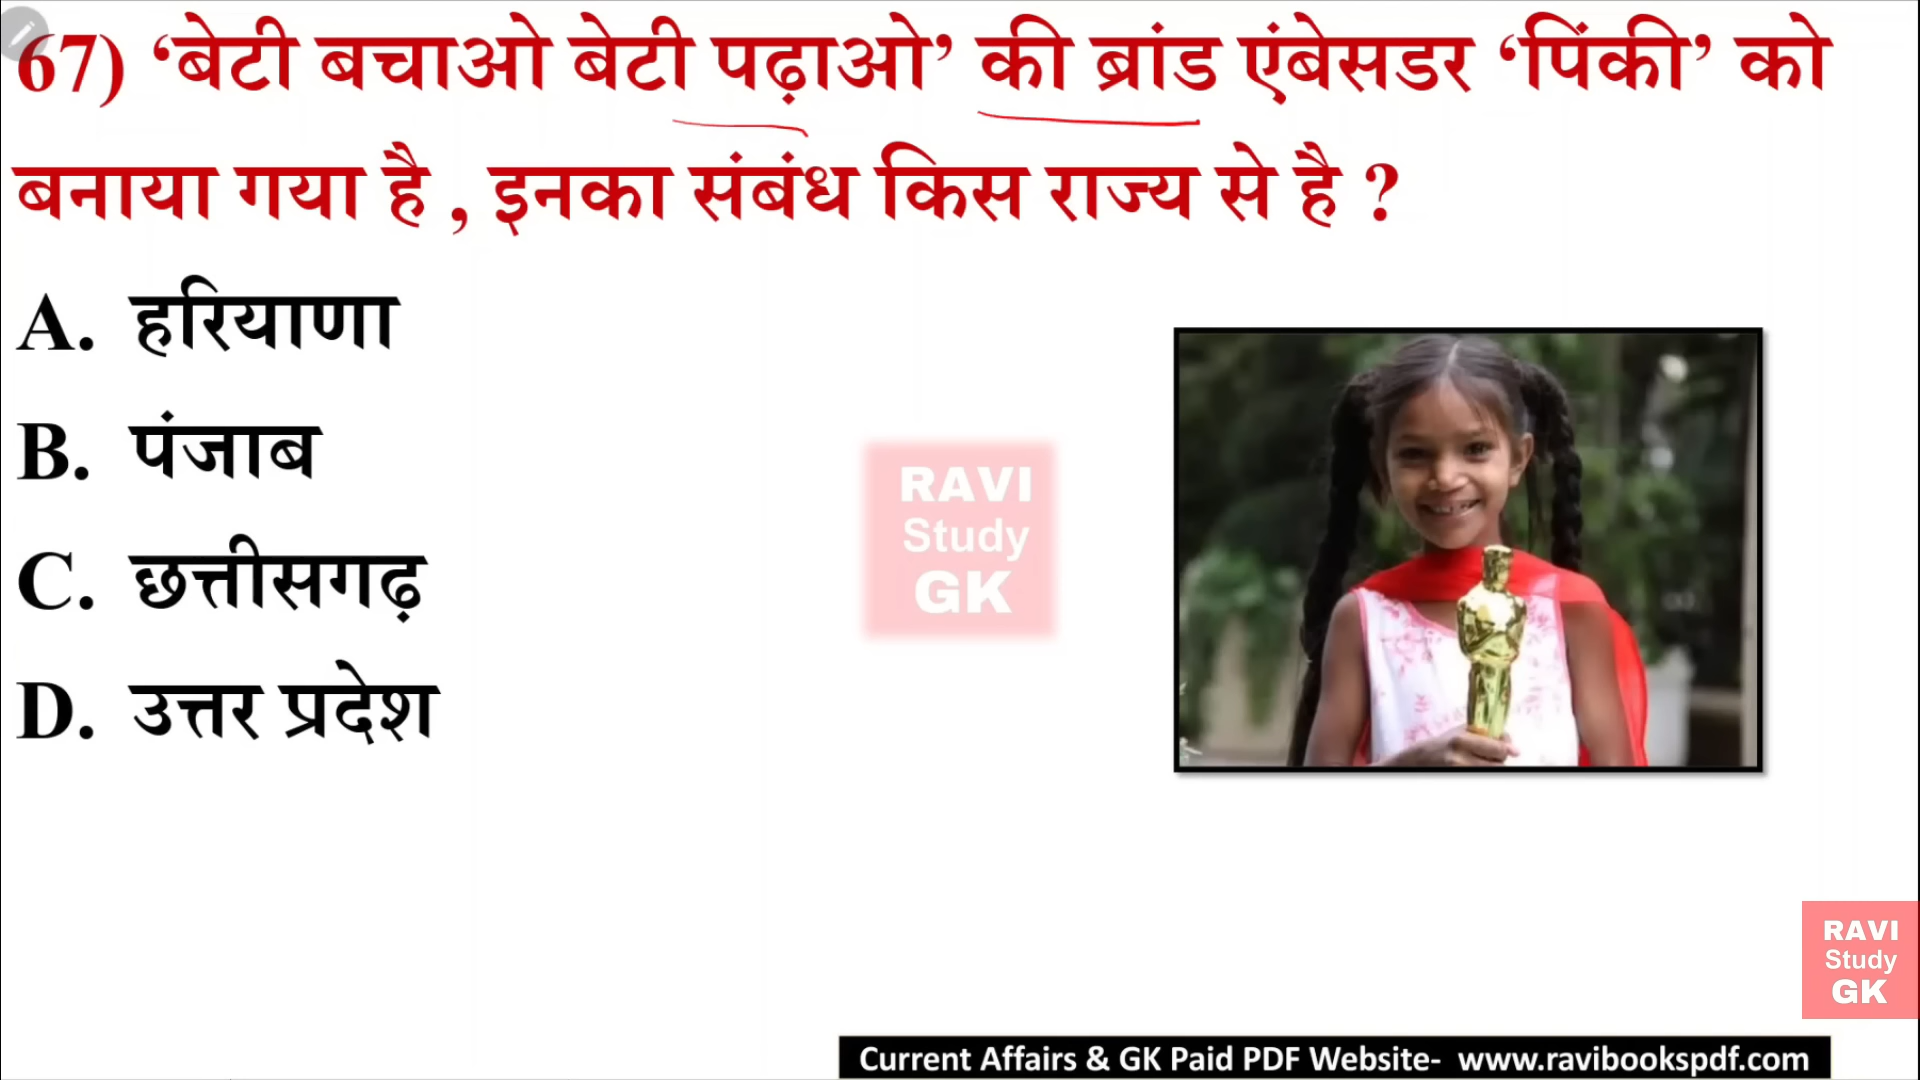 67) ‘बेटी बचाओ बेटी पढ़ाओ’ की ब्रांड एंबेसडर ‘पिंकी’ को
बनाया गया है , इनका संबंध किस राज्य से है ?
A. हरियाणा
B. पंजाब
C. छत्तीसगढ़
D. उत्तर प्रदेश
RAVI
Study
GK
RAVI
Study
GK
Current Affairs & GK Paid PDF Website- www.ravibookspdf.com